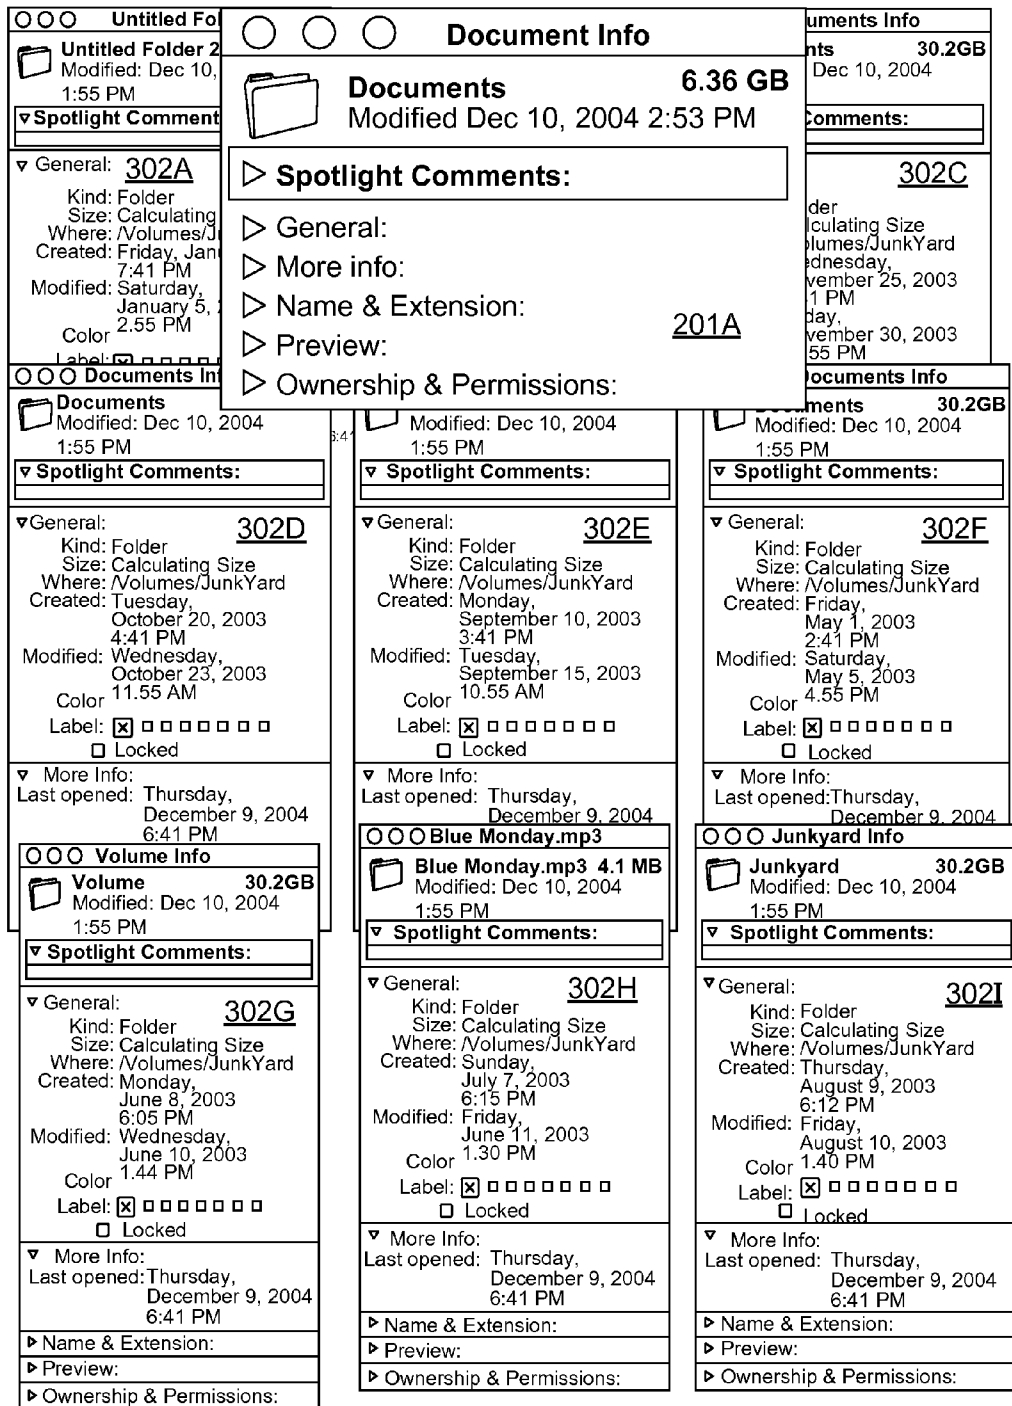 Untitled Fol
Untitled Folder 2
Modified: Dec 10,
1:55 PM
Spotlight Comment
General: 302A
Kind: Folder
Size: Calculating
Where: /Volumes/J
Created: Friday, Jan
7:41 PM
Modified: Saturday,
January 5,
2.55 PM
Color
Label:
Document Info
Documents 6.36 GB
Modified Dec 10, 2004 2:53 PM
Spotlight Comments:
General:
More info:
Name & Extension:
Preview:
Ownership & Permissions:
201A
uments Info
nts 30.2GB
Dec 10, 2004
Comments:
302C
der
lculating Size
lumes/JunkYard
dnesday,
vember 25, 2003
1 PM
day,
vember 30, 2003
55 PM
Documents Inf
Documents
Modified: Dec 10, 2004
1:55 PM
Spotlight Comments:
General: 302D
Kind: Folder
Size: Calculating Size
Where: /Volumes/JunkYard
Created: Tuesday,
October 20, 2003
4:41 PM
Modified: Wednesday,
October 23, 2003
11.55 AM
Color
Label:
Locked
More Info:
Last opened: Thursday,
December 9, 2004
6:41 PM
6:41
Modified: Dec 10, 2004
1:55 PM
Spotlight Comments:
General: 302E
Kind: Folder
Size: Calculating Size
Where: /Volumes/JunkYard
Created: Monday,
September 10, 2003
3:41 PM
Modified: Tuesday,
September 15, 2003
10.55 AM
Color
Label:
Locked
More Info:
Last opened: Thursday,
December 9, 2004
Documents Info
uments 30.2GB
Modified: Dec 10, 2004
1:55 PM
Spotlight Comments:
General: 302F
Kind: Folder
Size: Calculating Size
Where: /Volumes/JunkYard
Created: Friday,
May 1, 2003
2:41 PM
Modified: Saturday,
May 5, 2003
4.55 PM
Color
Label:
Locked
More Info:
Last opened:Thursday,
December 9, 2004
Volume Info
Volume 30.2GB
Modified: Dec 10, 2004
1:55 PM
Spotlight Comments:
General: 302G
Kind: Folder
Size: Calculating Size
Where: /Volumes/JunkYard
Created: Monday,
June 8, 2003
6:05 PM
Modified: Wednesday,
June 10, 2003
1.44 PM
Color
Label:
Locked
More Info:
Last opened:Thursday,
December 9, 2004
6:41 PM
Name & Extension:
Preview:
Ownership & Permissions:
Blue Monday.mp3
Blue Monday.mp3 4.1 MB
Modified: Dec 10, 2004
1:55 PM
Spotlight Comments:
General: 302H
Kind: Folder
Size: Calculating Size
Where: /Volumes/JunkYard
Created: Sunday,
July 7, 2003
6:15 PM
Modified: Friday,
June 11, 2003
1.30 PM
Color
Label:
Locked
More Info:
Last opened: Thursday,
December 9, 2004
6:41 PM
Name & Extension:
Preview:
Ownership & Permissions:
Junkyard Info
Junkyard 30.2GB
Modified: Dec 10, 2004
1:55 PM
Spotlight Comments:
General: 302I
Kind: Folder
Size: Calculating Size
Where: /Volumes/JunkYard
Created: Thursday,
August 9, 2003
6:12 PM
Modified: Friday,
August 10, 2003
1.40 PM
Color
Label:
Locked
More Info:
Last opened: Thursday,
December 9, 2004
6:41 PM
Name & Extension:
Preview:
Ownership & Permissions: